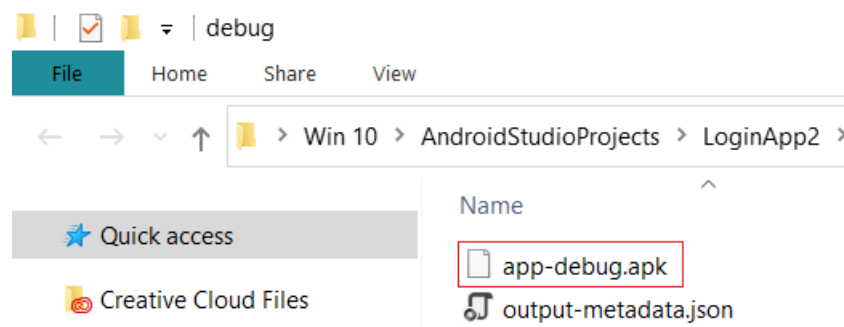 debug
File Home Share View
Win 10 > AndroidStudioProjects > LoginApp2 >
Name
Quick access
app-debug.apk
Creative Cloud Files
output-metadata.json